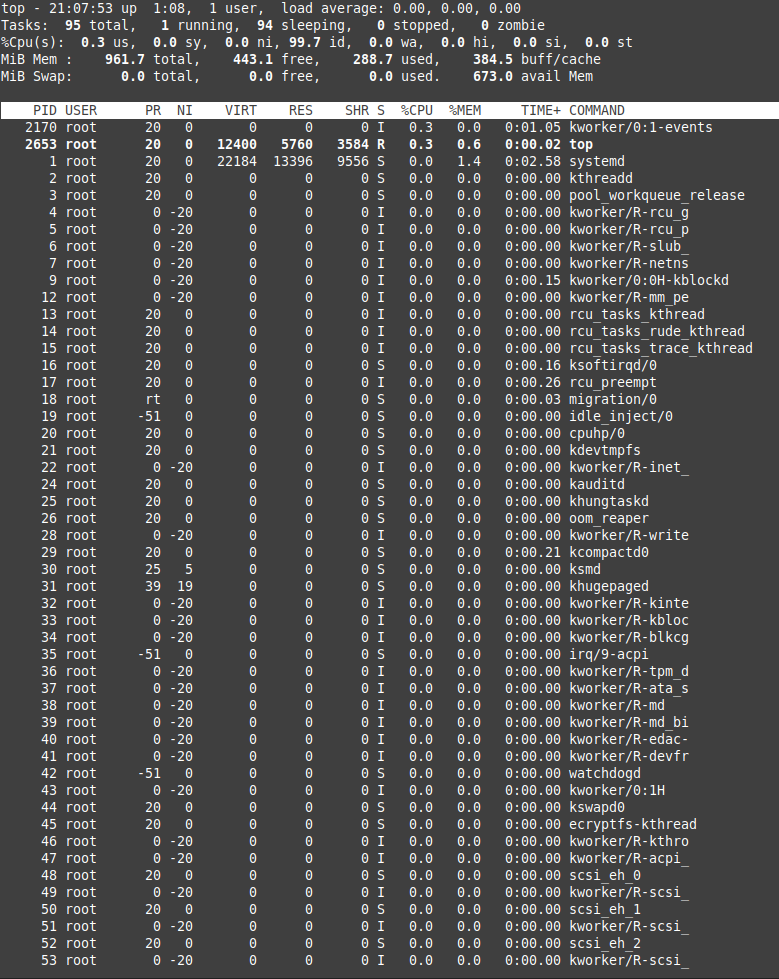 top - 21:07:53 up  1:08,  1 user,  load average: 0.00, 0.00, 0.00
Tasks:  95 total,   1 running,  94 sleeping,   0 stopped,   0 zombie
%Cpu(s):  0.3 us,  0.0 sy,  0.0 ni, 99.7 id,  0.0 wa,  0.0 hi,  0.0 si,  0.0 st
MiB Mem :    961.7 total,    443.1 free,    288.7 used,    384.5 buff/cache
MiB Swap:      0.0 total,      0.0 free,      0.0 used.    673.0 avail Mem
    PID USER      PR  NI    VIRT    RES    SHR S  %CPU  %MEM     TIME+ COMMAND
   2170 root      20   0       0      0      0 I   0.3   0.0   0:01.05 kworker/0:1-events
   2653 root      20   0   12400   5760   3584 R   0.3   0.6   0:00.02 top
      1 root      20   0   22184  13396   9556 S   0.0   1.4   0:02.58 systemd
      2 root      20   0       0      0      0 S   0.0   0.0   0:00.00 kthreadd
      3 root      20   0       0      0      0 S   0.0   0.0   0:00.00 pool_workqueue_release
      4 root       0 -20       0      0      0 I   0.0   0.0   0:00.00 kworker/R-rcu_g
      5 root       0 -20       0      0      0 I   0.0   0.0   0:00.00 kworker/R-rcu_p
      6 root       0 -20       0      0      0 I   0.0   0.0   0:00.00 kworker/R-slub_
      7 root       0 -20       0      0      0 I   0.0   0.0   0:00.00 kworker/R-netns
      9 root       0 -20       0      0      0 I   0.0   0.0   0:00.15 kworker/0:0H-kblockd
     12 root       0 -20       0      0      0 I   0.0   0.0   0:00.00 kworker/R-mm_pe
     13 root      20   0       0      0      0 I   0.0   0.0   0:00.00 rcu_tasks_kthread
     14 root      20   0       0      0      0 I   0.0   0.0   0:00.00 rcu_tasks_rude_kthread
     15 root      20   0       0      0      0 I   0.0   0.0   0:00.00 rcu_tasks_trace_kthread
     16 root      20   0       0      0      0 S   0.0   0.0   0:00.16 ksoftirqd/0
     17 root      20   0       0      0      0 I   0.0   0.0   0:00.26 rcu_preempt
     18 root      rt   0       0      0      0 S   0.0   0.0   0:00.03 migration/0
     19 root     -51   0       0      0      0 S   0.0   0.0   0:00.00 idle_inject/0
     20 root      20   0       0      0      0 S   0.0   0.0   0:00.00 cpuhp/0
     21 root      20   0       0      0      0 S   0.0   0.0   0:00.00 kdevtmpfs
     22 root       0 -20       0      0      0 I   0.0   0.0   0:00.00 kworker/R-inet_
     24 root      20   0       0      0      0 S   0.0   0.0   0:00.00 kauditd
     25 root      20   0       0      0      0 S   0.0   0.0   0:00.00 khungtaskd
     26 root      20   0       0      0      0 S   0.0   0.0   0:00.00 oom_reaper
     28 root       0 -20       0      0      0 I   0.0   0.0   0:00.00 kworker/R-write
     29 root      20   0       0      0      0 S   0.0   0.0   0:00.21 kcompactd0
     30 root      25   5       0      0      0 S   0.0   0.0   0:00.00 ksmd
     31 root      39  19       0      0      0 S   0.0   0.0   0:00.00 khugepaged
     32 root       0 -20       0      0      0 I   0.0   0.0   0:00.00 kworker/R-kinte
     33 root       0 -20       0      0      0 I   0.0   0.0   0:00.00 kworker/R-kbloc
     34 root       0 -20       0      0      0 I   0.0   0.0   0:00.00 kworker/R-blkcg
     35 root     -51   0       0      0      0 S   0.0   0.0   0:00.00 irq/9-acpi
     36 root       0 -20       0      0      0 I   0.0   0.0   0:00.00 kworker/R-tpm_d
     37 root       0 -20       0      0      0 I   0.0   0.0   0:00.00 kworker/R-ata_s
     38 root       0 -20       0      0      0 I   0.0   0.0   0:00.00 kworker/R-md
     39 root       0 -20       0      0      0 I   0.0   0.0   0:00.00 kworker/R-md_bi
     40 root       0 -20       0      0      0 I   0.0   0.0   0:00.00 kworker/R-edac-
     41 root       0 -20       0      0      0 I   0.0   0.0   0:00.00 kworker/R-devfr
     42 root     -51   0       0      0      0 S   0.0   0.0   0:00.00 watchdogd
     43 root       0 -20       0      0      0 I   0.0   0.0   0:00.00 kworker/0:1H
     44 root      20   0       0      0      0 S   0.0   0.0   0:00.00 kswapd0
     45 root      20   0       0      0      0 S   0.0   0.0   0:00.00 ecryptfs-kthread
     46 root       0 -20       0      0      0 I   0.0   0.0   0:00.00 kworker/R-kthro
     47 root       0 -20       0      0      0 I   0.0   0.0   0:00.00 kworker/R-acpi_
     48 root      20   0       0      0      0 S   0.0   0.0   0:00.00 scsi_eh_0
     49 root       0 -20       0      0      0 I   0.0   0.0   0:00.00 kworker/R-scsi_
     50 root      20   0       0      0      0 S   0.0   0.0   0:00.00 scsi_eh_1
     51 root       0 -20       0      0      0 I   0.0   0.0   0:00.00 kworker/R-scsi_
     52 root      20   0       0      0      0 S   0.0   0.0   0:00.00 scsi_eh_2
     53 root       0 -20       0      0      0 I   0.0   0.0   0:00.00 kworker/R-scsi_